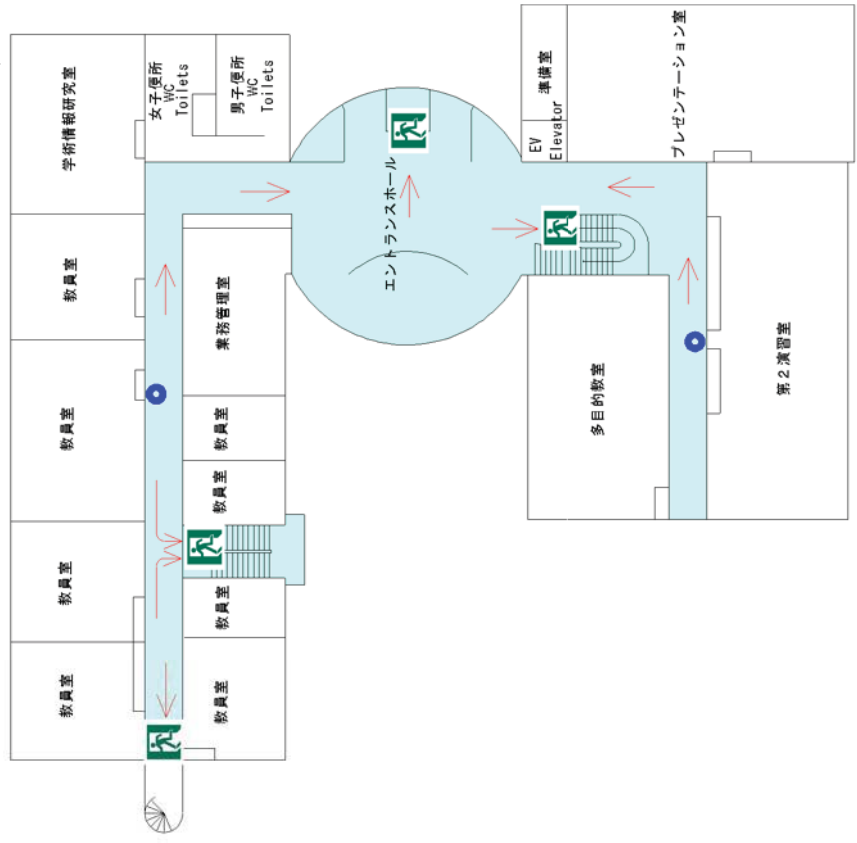 学術情報研究室
女子便所
WC
Toilets
男子便所
WC
Toilets
準備室
EV
Elevator
プレゼンテーション室
エントランスホール
教員室
業務管理室
教員室
教員室
教員室
多目的教室
第２演習室
教員室
教員室
教員室
教員室